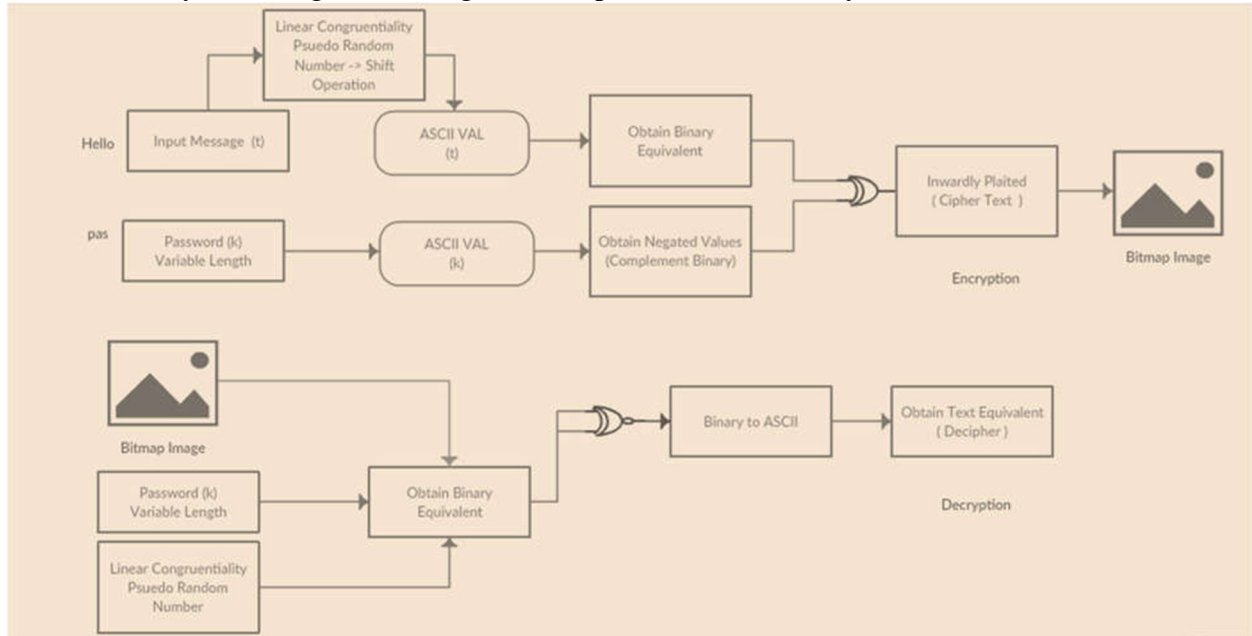 Linear Congruentiality
Psuedo Random
Number -> Shift
Operation
Hello
Input Message (t)
ASCII VAL
(t)
Obtain Binary
Equivalent
Inwardly Plaited
( Cipher Text )
Bitmap Image
pas
Password (k)
Variable Length
ASCII VAL
(k)
Obtain Negated Values
(Complement Binary)
Encryption
Bitmap Image
Password (k)
Variable Length
Linear Congruentiality
Psuedo Random
Number
Obtain Binary
Equivalent
Binary to ASCII
Obtain Text Equivalent
( Decipher )
Decryption